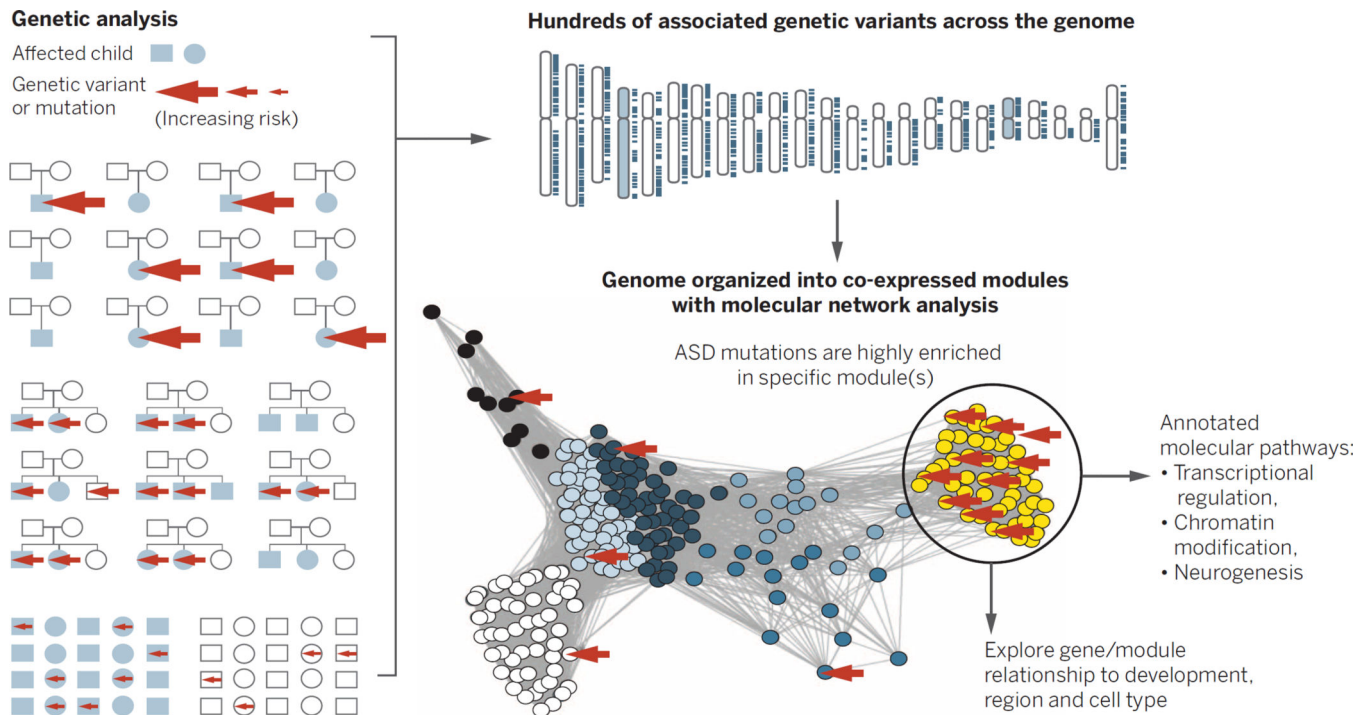 Genetic analysis
Affected child
Genetic variant
or mutation
(Increasing risk)
Hundreds of associated genetic variants across the genome
Genome organized into co-expressed modules
with molecular network analysis
ASD mutations are highly enriched
in specific module(s)
Annotated
molecular pathways:
• Transcriptional
regulation,
• Chromatin
modification,
• Neurogenesis
Explore gene/module
relationship to development,
region and cell type